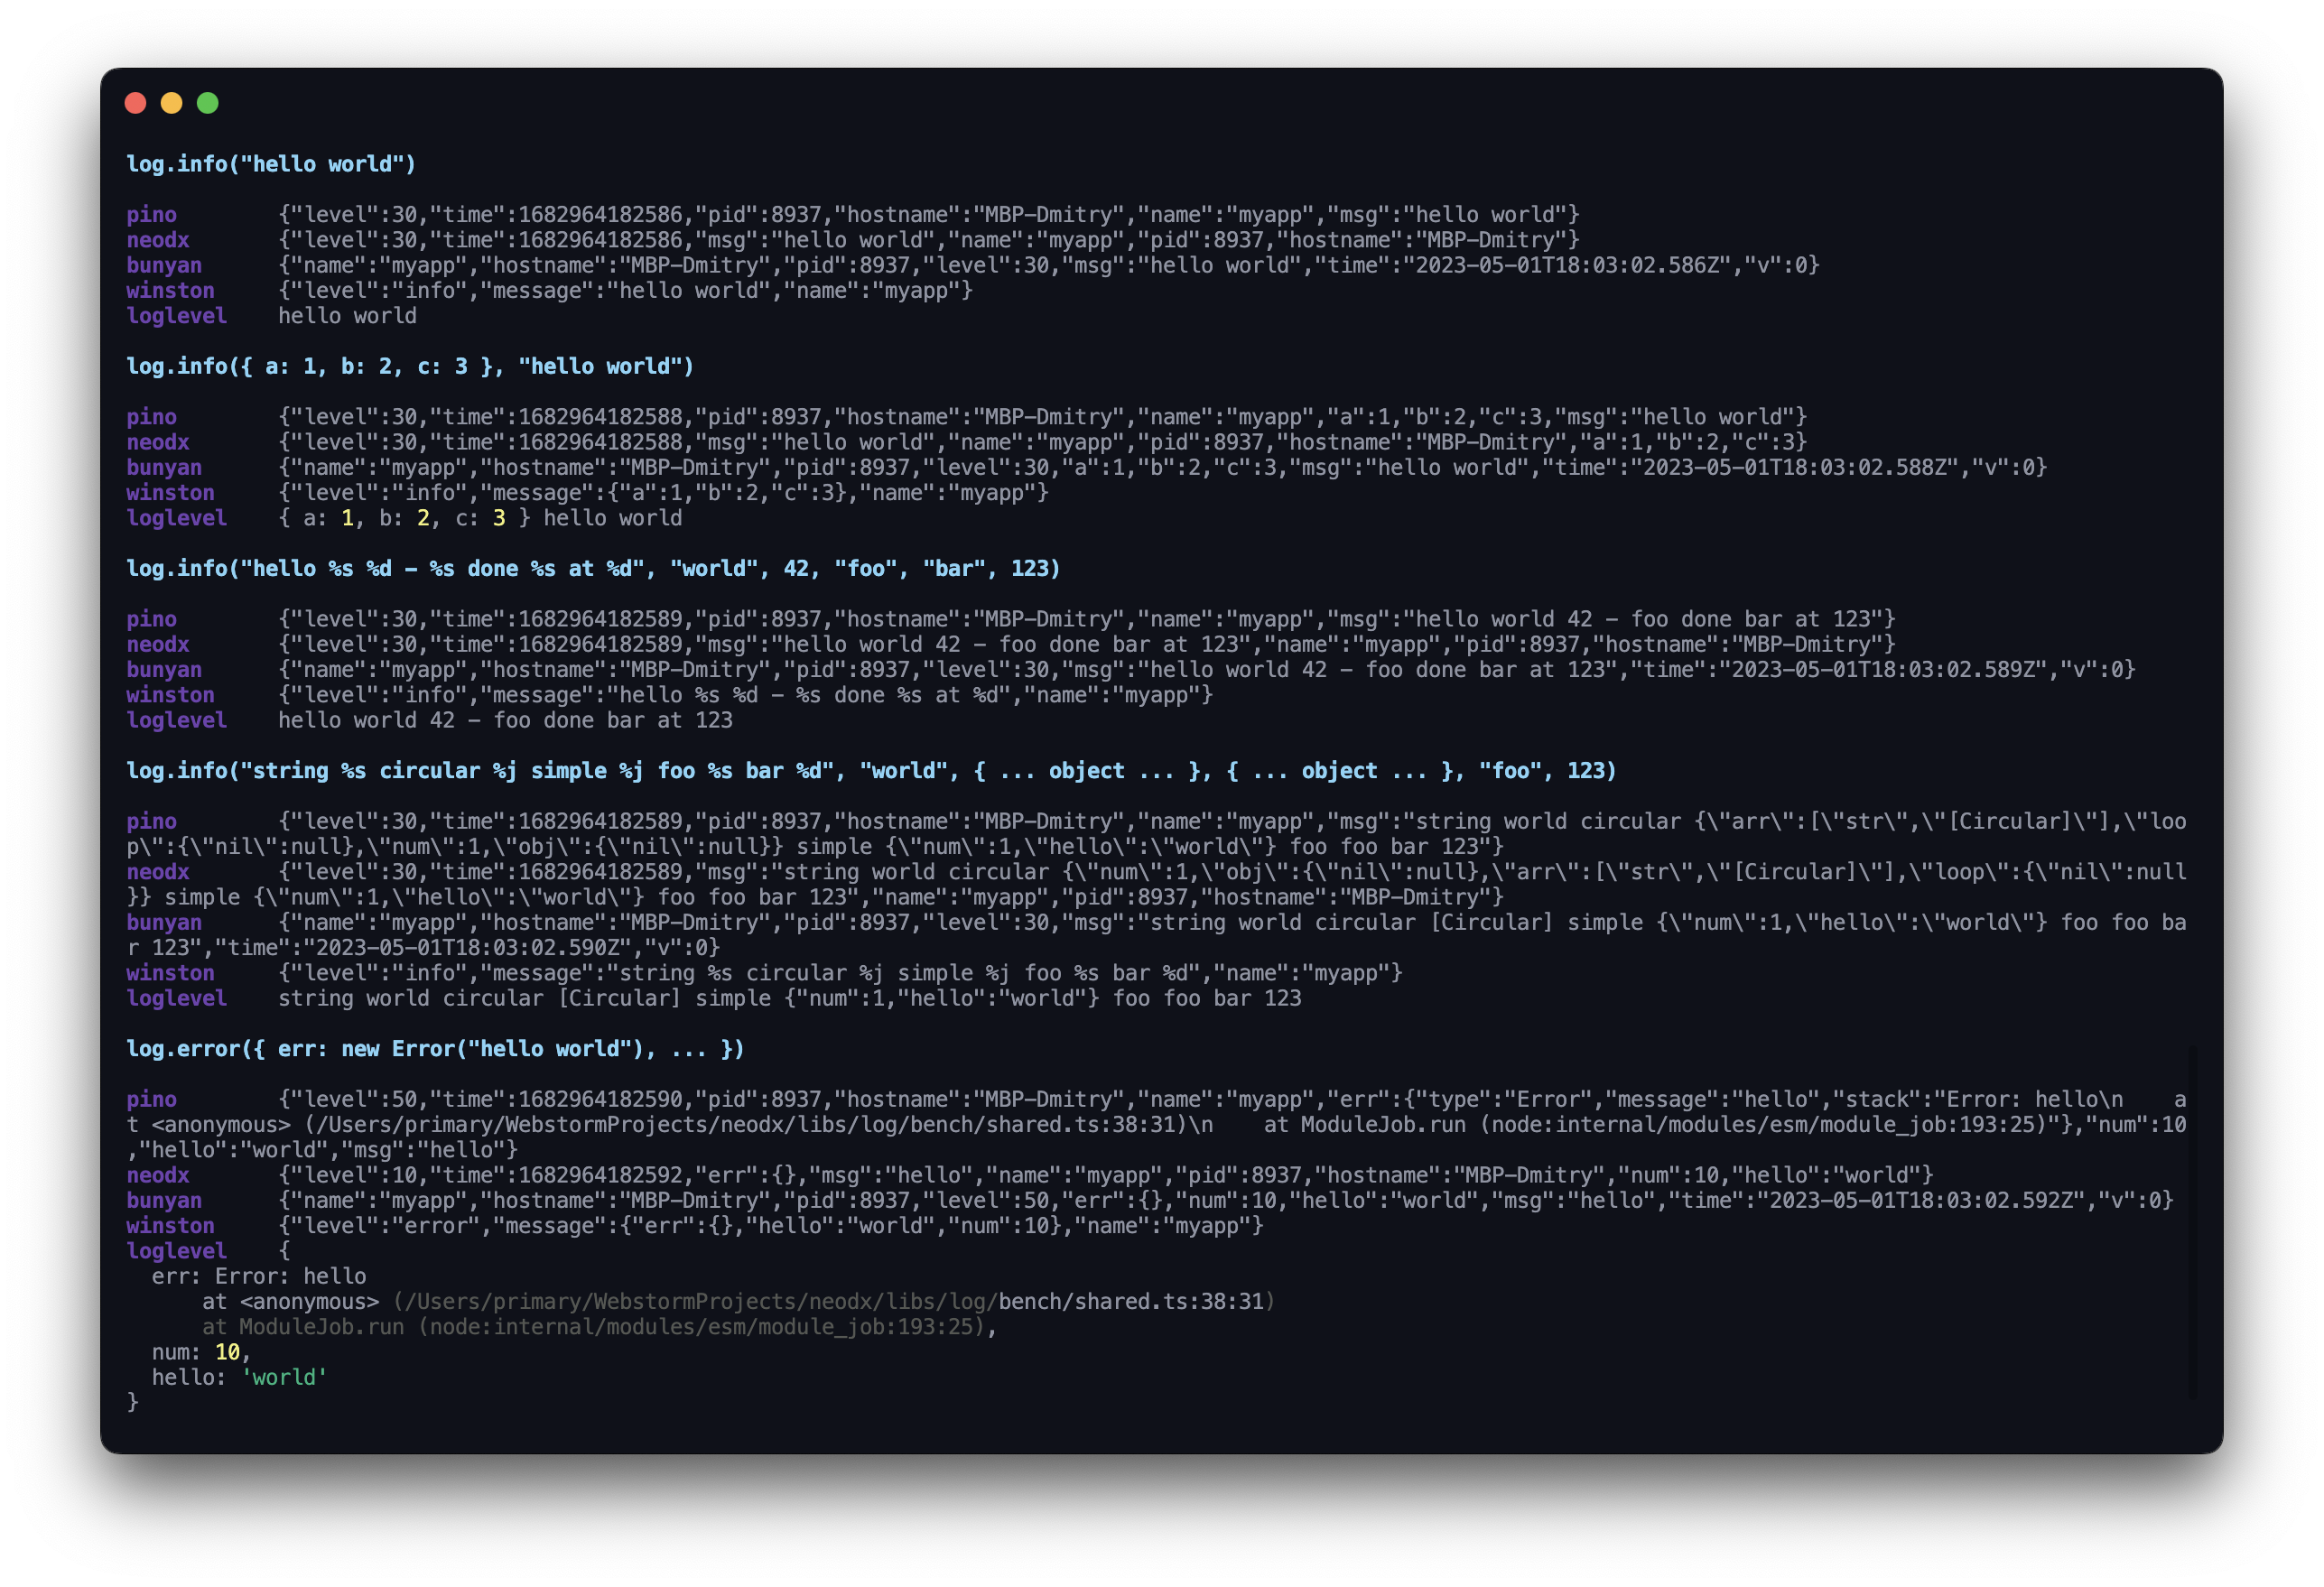 log.info("hello world")
pino        {"level":30,"time":1682964182586,"pid":8937,"hostname":"MBP-Dmitry","name":"myapp","msg":"hello world"}
neodx       {"level":30,"time":1682964182586,"msg":"hello world","name":"myapp","pid":8937,"hostname":"MBP-Dmitry"}
bunyan      {"name":"myapp","hostname":"MBP-Dmitry","pid":8937,"level":30,"msg":"hello world","time":"2023-05-01T18:03:02.586Z","v":0}
winston     {"level":"info","message":"hello world","name":"myapp"}
loglevel    hello world
log.info({ a: 1, b: 2, c: 3 }, "hello world")
pino        {"level":30,"time":1682964182588,"pid":8937,"hostname":"MBP-Dmitry","name":"myapp","a":1,"b":2,"c":3,"msg":"hello world"}
neodx       {"level":30,"time":1682964182588,"msg":"hello world","name":"myapp","pid":8937,"hostname":"MBP-Dmitry","a":1,"b":2,"c":3}
bunyan      {"name":"myapp","hostname":"MBP-Dmitry","pid":8937,"level":30,"a":1,"b":2,"c":3,"msg":"hello world","time":"2023-05-01T18:03:02.588Z","v":0}
winston     {"level":"info","message":{"a":1,"b":2,"c":3},"name":"myapp"}
loglevel    { a: 1, b: 2, c: 3 } hello world
log.info("hello %s %d - %s done %s at %d", "world", 42, "foo", "bar", 123)
pino        {"level":30,"time":1682964182589,"pid":8937,"hostname":"MBP-Dmitry","name":"myapp","msg":"hello world 42 - foo done bar at 123"}
neodx       {"level":30,"time":1682964182589,"msg":"hello world 42 - foo done bar at 123","name":"myapp","pid":8937,"hostname":"MBP-Dmitry"}
bunyan      {"name":"myapp","hostname":"MBP-Dmitry","pid":8937,"level":30,"msg":"hello world 42 - foo done bar at 123","time":"2023-05-01T18:03:02.589Z","v":0}
winston     {"level":"info","message":"hello %s %d - %s done %s at %d","name":"myapp"}
loglevel    hello world 42 - foo done bar at 123
log.info("string %s circular %j simple %j foo %s bar %d", "world", { ... object ... }, { ... object ... }, "foo", 123)
pino        {"level":30,"time":1682964182589,"pid":8937,"hostname":"MBP-Dmitry","name":"myapp","msg":"string world circular {\"arr\":[\"str\",\"[Circular]\"],\"loo
p\":{\"nil\":null},\"num\":1,\"obj\":{\"nil\":null}} simple {\"num\":1,\"hello\":\"world\"} foo foo bar 123"}
neodx       {"level":30,"time":1682964182589,"msg":"string world circular {\"num\":1,\"obj\":{\"nil\":null},\"arr\":[\"str\",\"[Circular]\"],\"loop\":{\"nil\":null
}} simple {\"num\":1,\"hello\":\"world\"} foo foo bar 123","name":"myapp","pid":8937,"hostname":"MBP-Dmitry"}
bunyan      {"name":"myapp","hostname":"MBP-Dmitry","pid":8937,"level":30,"msg":"string world circular [Circular] simple {\"num\":1,\"hello\":\"world\"} foo foo ba
r 123","time":"2023-05-01T18:03:02.590Z","v":0}
winston     {"level":"info","message":"string %s circular %j simple %j foo %s bar %d","name":"myapp"}
loglevel    string world circular [Circular] simple {"num":1,"hello":"world"} foo foo bar 123
log.error({ err: new Error("hello world"), ... })
pino        {"level":50,"time":1682964182590,"pid":8937,"hostname":"MBP-Dmitry","name":"myapp","err":{"type":"Error","message":"hello","stack":"Error: hello\n    a
t <anonymous> (/Users/primary/WebstormProjects/neodx/libs/log/bench/shared.ts:38:31)\n    at ModuleJob.run (node:internal/modules/esm/module_job:193:25)"},"num":10
,"hello":"world","msg":"hello"}
neodx       {"level":10,"time":1682964182592,"err":{},"msg":"hello","name":"myapp","pid":8937,"hostname":"MBP-Dmitry","num":10,"hello":"world"}
bunyan      {"name":"myapp","hostname":"MBP-Dmitry","pid":8937,"level":50,"err":{},"num":10,"hello":"world","msg":"hello","time":"2023-05-01T18:03:02.592Z","v":0}
winston     {"level":"error","message":{"err":{},"hello":"world","num":10},"name":"myapp"}
loglevel    {
  err: Error: hello
      at <anonymous> (/Users/primary/WebstormProjects/neodx/libs/log/bench/shared.ts:38:31)
      at ModuleJob.run (node:internal/modules/esm/module_job:193:25),
  num: 10,
  hello: 'world'
}